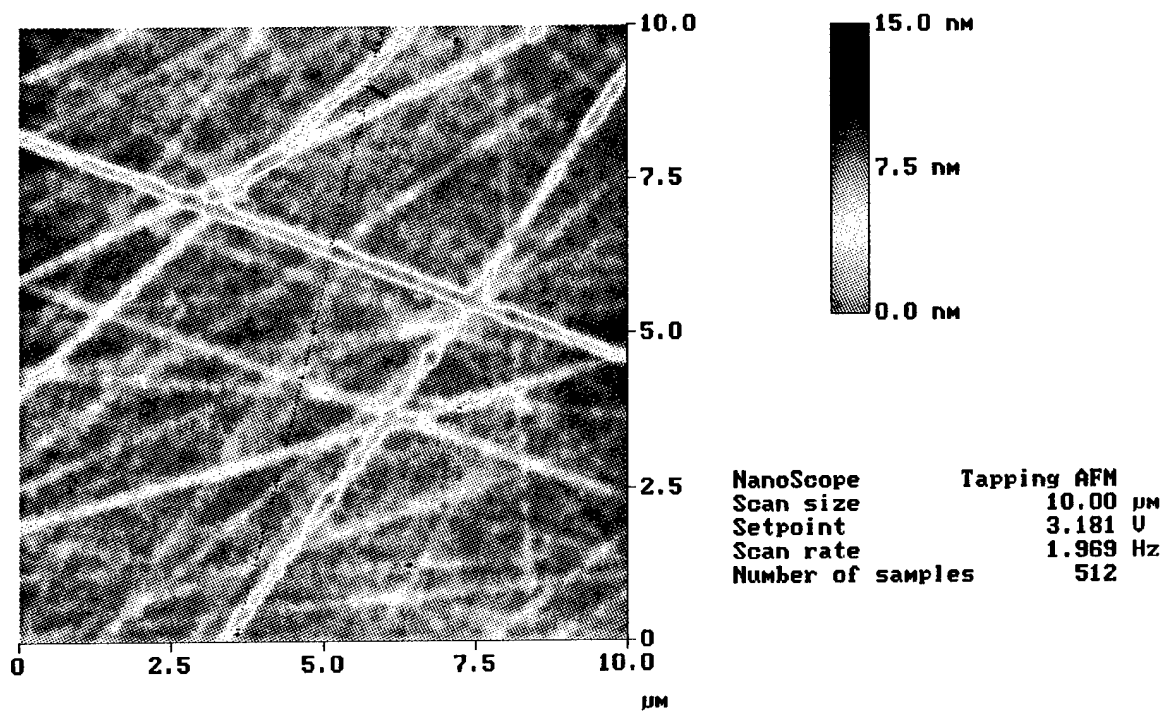 10.0
7.5
5.0
2.5
0
0 2.5 5.0 7.5 10.0
μM
15.0 nM
7.5 nM
0.0 nM
NanoScope Tapping AFM
Scan size 10.00 μm
Setpoint 3.181 V
Scan rate 1.969 Hz
Number of samples 512